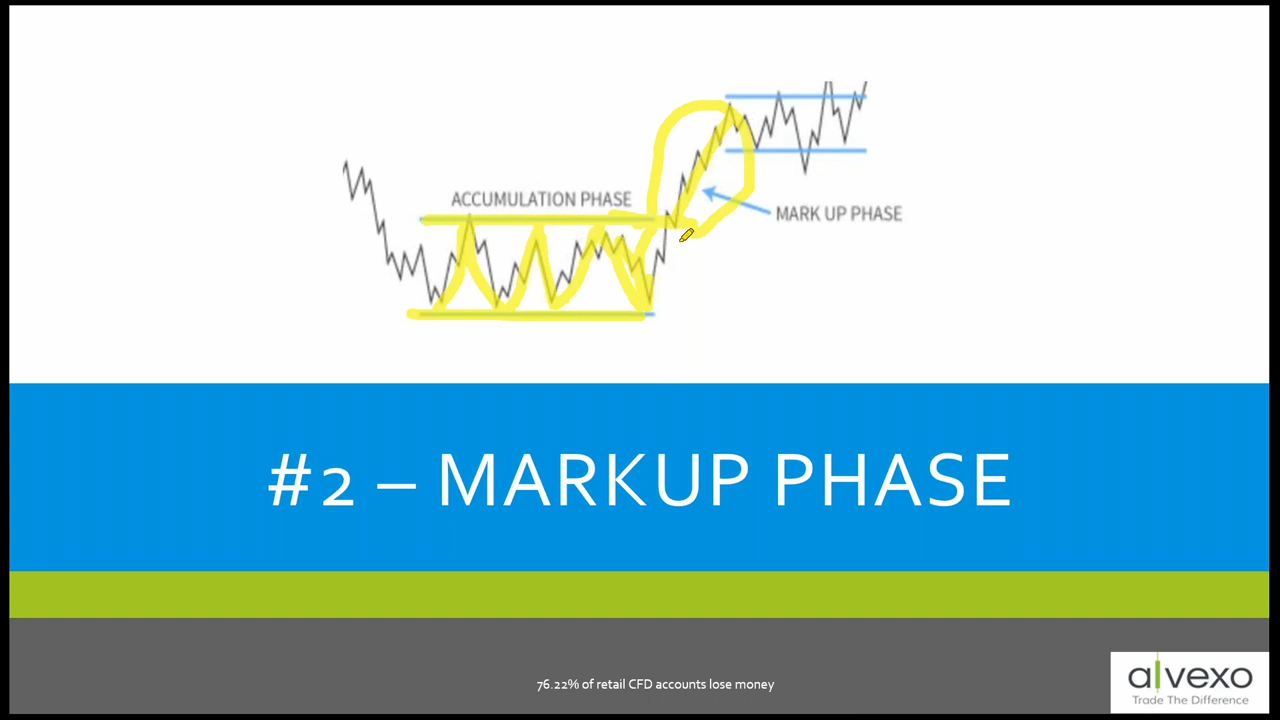 ACCUMULATION PHASE
MARK UP PHASE
#2 – MARKUP PHASE
76.22% of retail CFD accounts lose money
alvexo
Trade The Difference